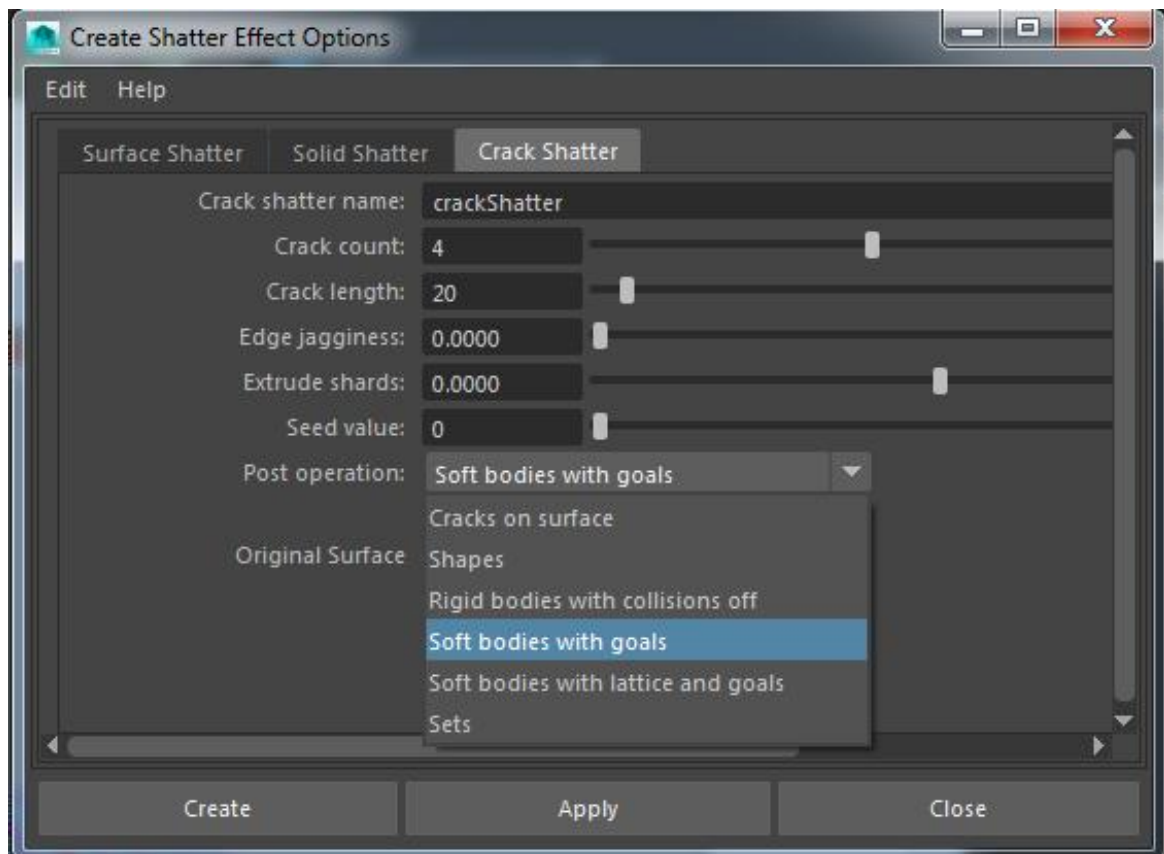 Create Shatter Effect Options
Edit Help
Surface Shatter Solid Shatter Crack Shatter
Crack shatter name: crackShatter
Crack count: 4
Crack length: 20
Edge jagginess: 0.0000
Extrude shards: 0.0000
Seed value: 0
Post operation: Soft bodies with goals
Cracks on surface
Original Surface Shapes
Rigid bodies with collisions off
Soft bodies with goals
Soft bodies with lattice and goals
Sets
Create Apply Close